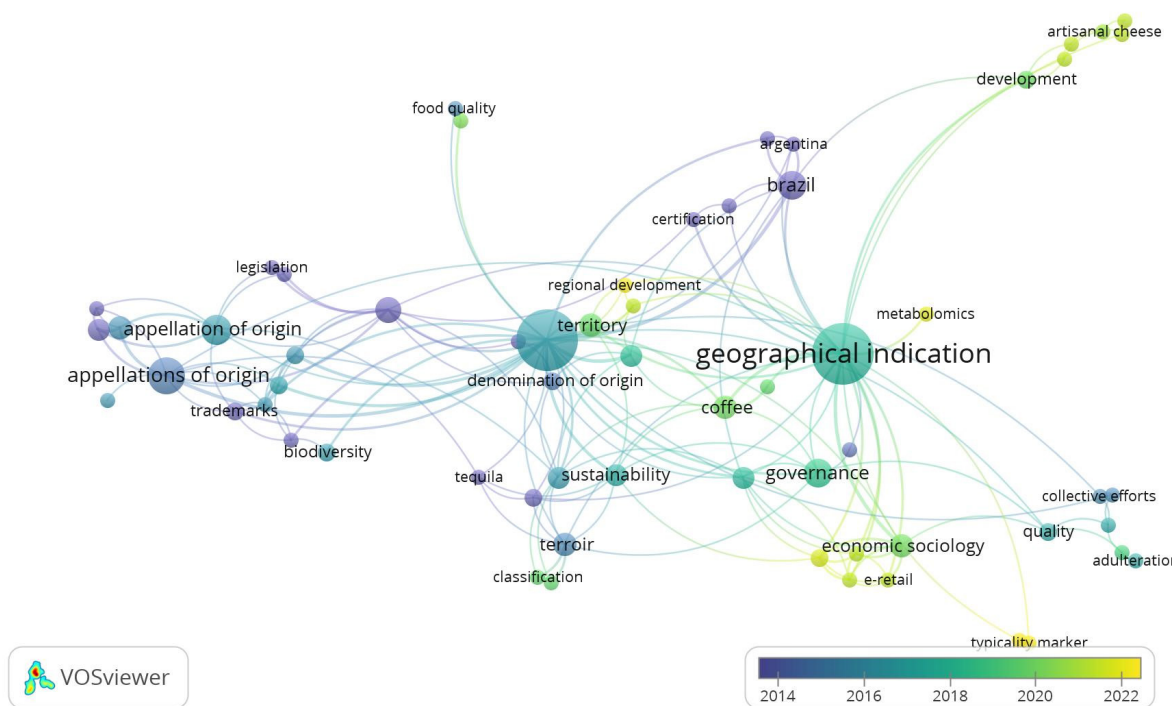 artisanal cheese
development
food quality
argentina
brazil
certification
legislation
regional development
metabolomics
appellation of origin
territory
geographical indication
appellations of origin
denomination of origin
coffee
trademarks
biodiversity
tequila
sustainability
governance
collective efforts
quality
terroir
economic sociology
adulteration
classification
e-retail
typicality marker
VOSviewer
2014
2016
2018
2020
2022